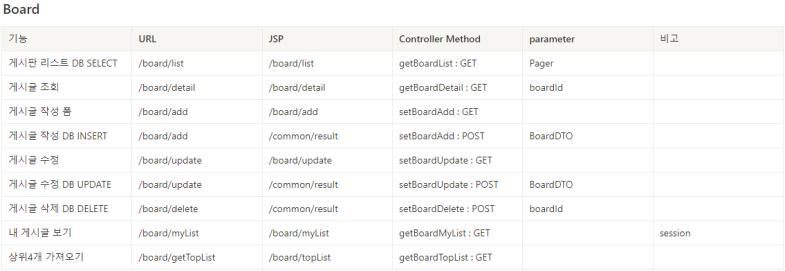 Board
기능 URL JSP Controller Method parameter 비고
게시판 리스트 DB SELECT /board/list /board/list getBoardList : GET Pager
게시글 조회 /board/detail /board/detail getBoardDetail : GET boardId
게시글 작성 폼 /board/add /board/add setBoardAdd : GET
게시글 작성 DB INSERT /board/add /common/result setBoardAdd : POST BoardDTO
게시글 수정 /board/update /board/update setBoardUpdate : GET
게시글 수정 DB UPDATE /board/update /common/result setBoardUpdate : POST BoardDTO
게시글 삭제 DB DELETE /board/delete /common/result setBoardDelete : POST boardId
내 게시글 보기 /board/myList /board/myList getBoardMyList : GET session
상위4개 가져오기 /board/getTopList /board/topList getBoardTopList : GET